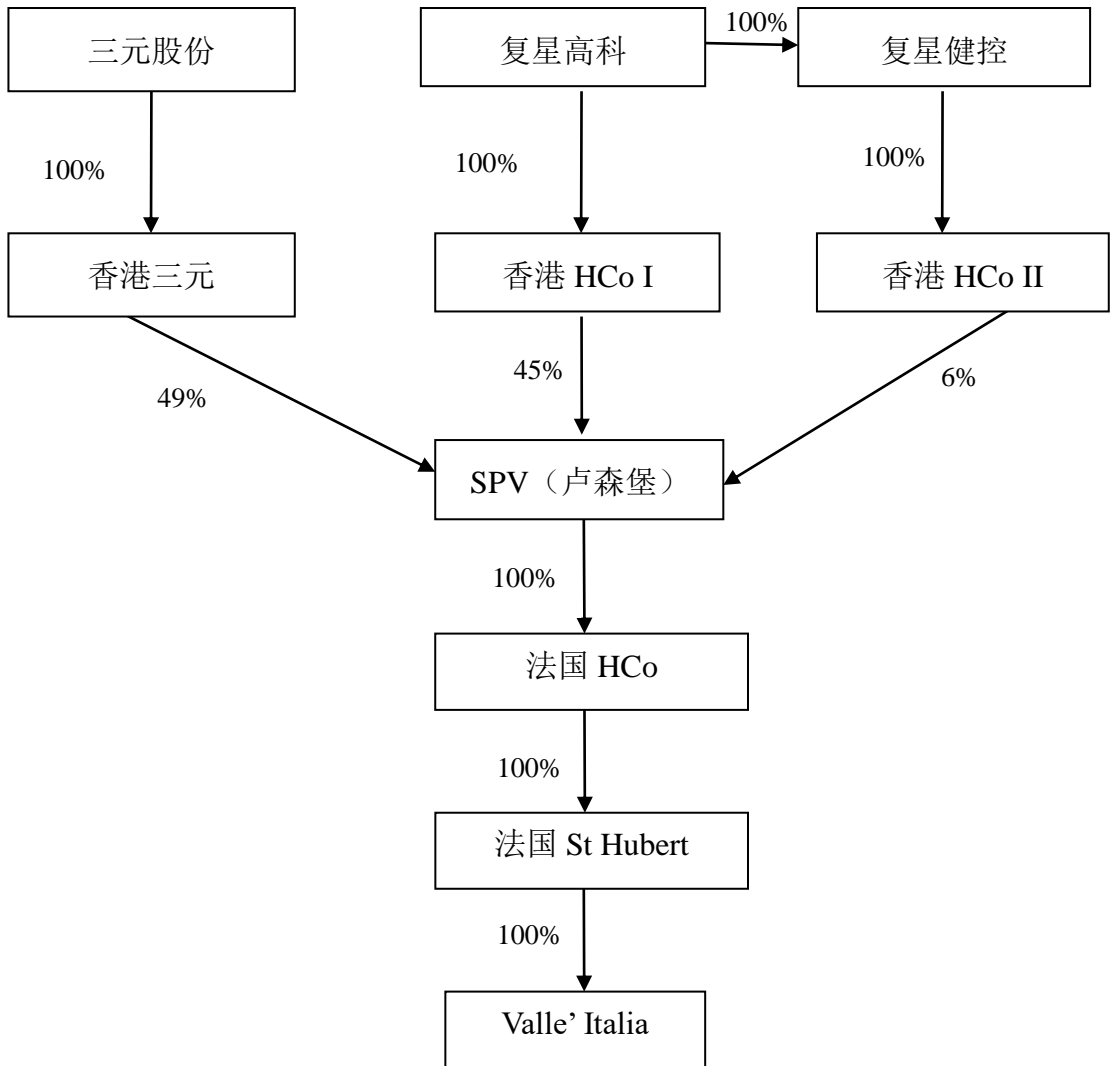 100%
三元股份
复星高科
复星健控
100%
100%
100%
香港三元
香港 HCo I
香港 HCo II
49%
45%
6%
SPV（卢森堡）
100%
法国 HCo
100%
法国 St Hubert
100%
Valle’ Italia